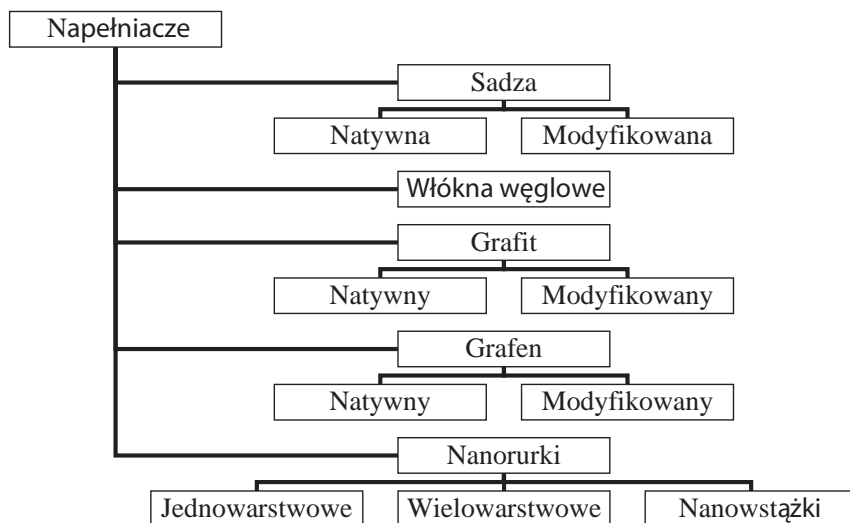 Napełniacze
Sadza
Natywna Modyfikowana
Włókna węglowe
Grafit
Natywny Modyfikowany
Grafen
Natywny Modyfikowany
Nanorurki
Jednowarstwowe Wielowarstwowe Nanowstążki